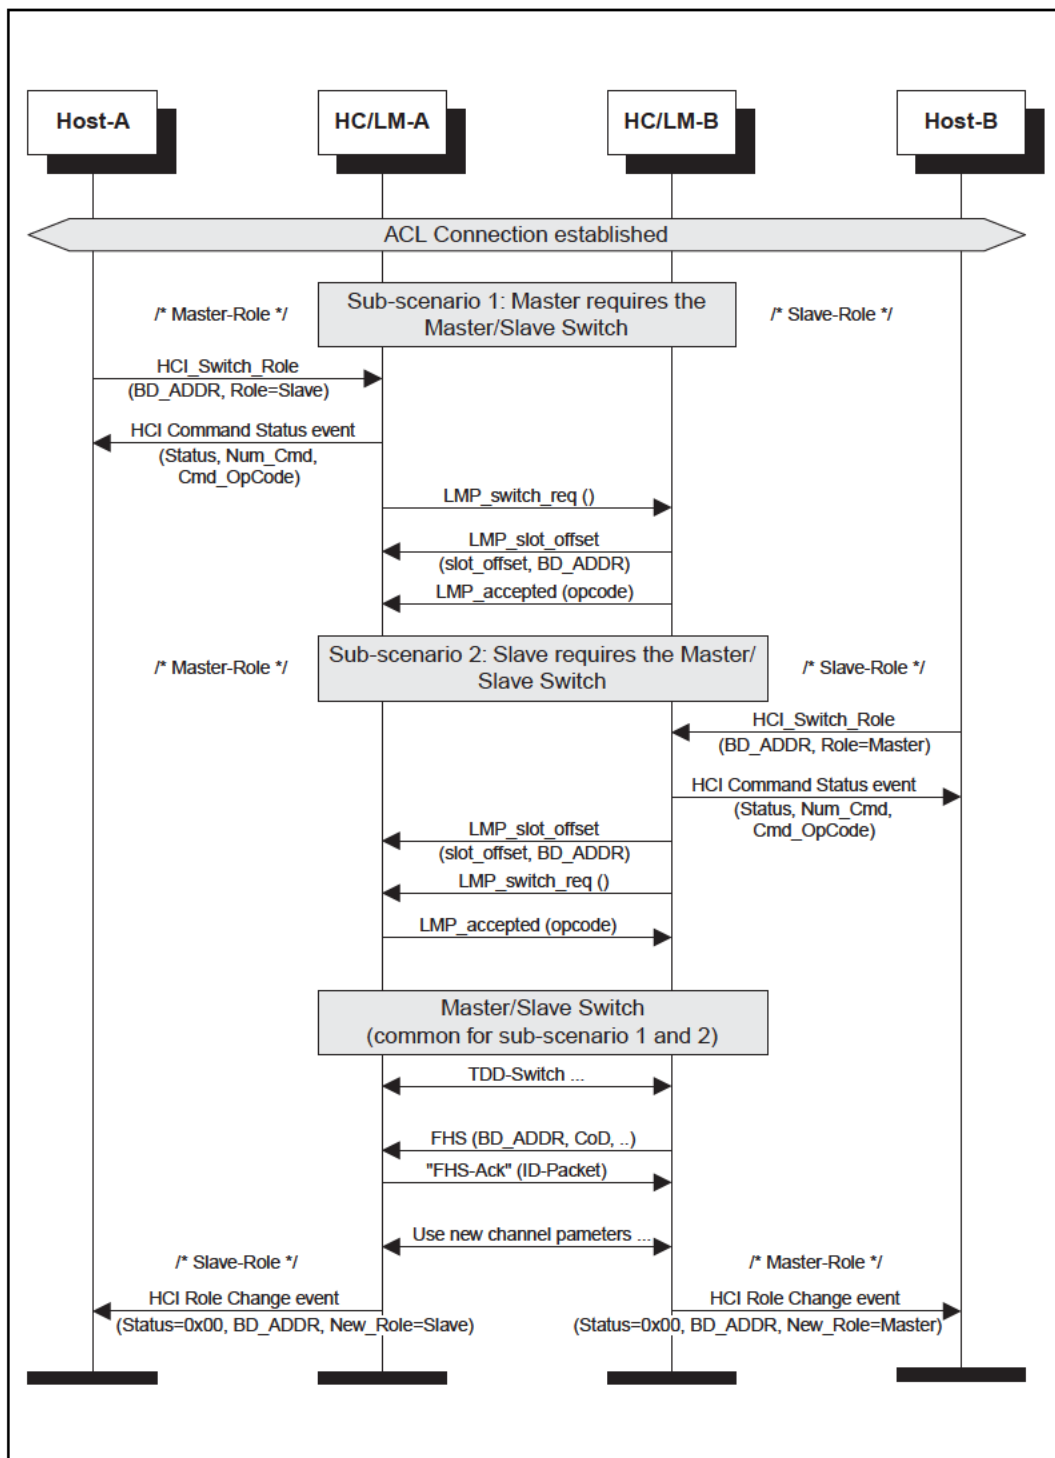 Host-A
HC/LM-A
HC/LM-B
Host-B
ACL Connection established
/* Master-Role */
Sub-scenario 1: Master requires the
Master/Slave Switch
/* Slave-Role */
HCI_Switch_Role
(BD_ADDR, Role=Slave)
HCI Command Status event
(Status, Num_Cmd,
Cmd_OpCode)
LMP_switch_req ()
LMP_slot_offset
(slot_offset, BD_ADDR)
LMP_accepted (opcode)
/* Master-Role */
Sub-scenario 2: Slave requires the Master/
Slave Switch
/* Slave-Role */
HCI_Switch_Role
(BD_ADDR, Role=Master)
HCI Command Status event
(Status, Num_Cmd,
Cmd_OpCode)
LMP_slot_offset
(slot_offset, BD_ADDR)
LMP_switch_req ()
LMP_accepted (opcode)
Master/Slave Switch
(common for sub-scenario 1 and 2)
TDD-Switch ...
FHS (BD_ADDR, CoD, ..)
"FHS-Ack" (ID-Packet)
Use new channel pameters ...
/* Slave-Role */
/* Master-Role */
HCI Role Change event
(Status=0x00, BD_ADDR, New_Role=Slave)
HCI Role Change event
(Status=0x00, BD_ADDR, New_Role=Master)